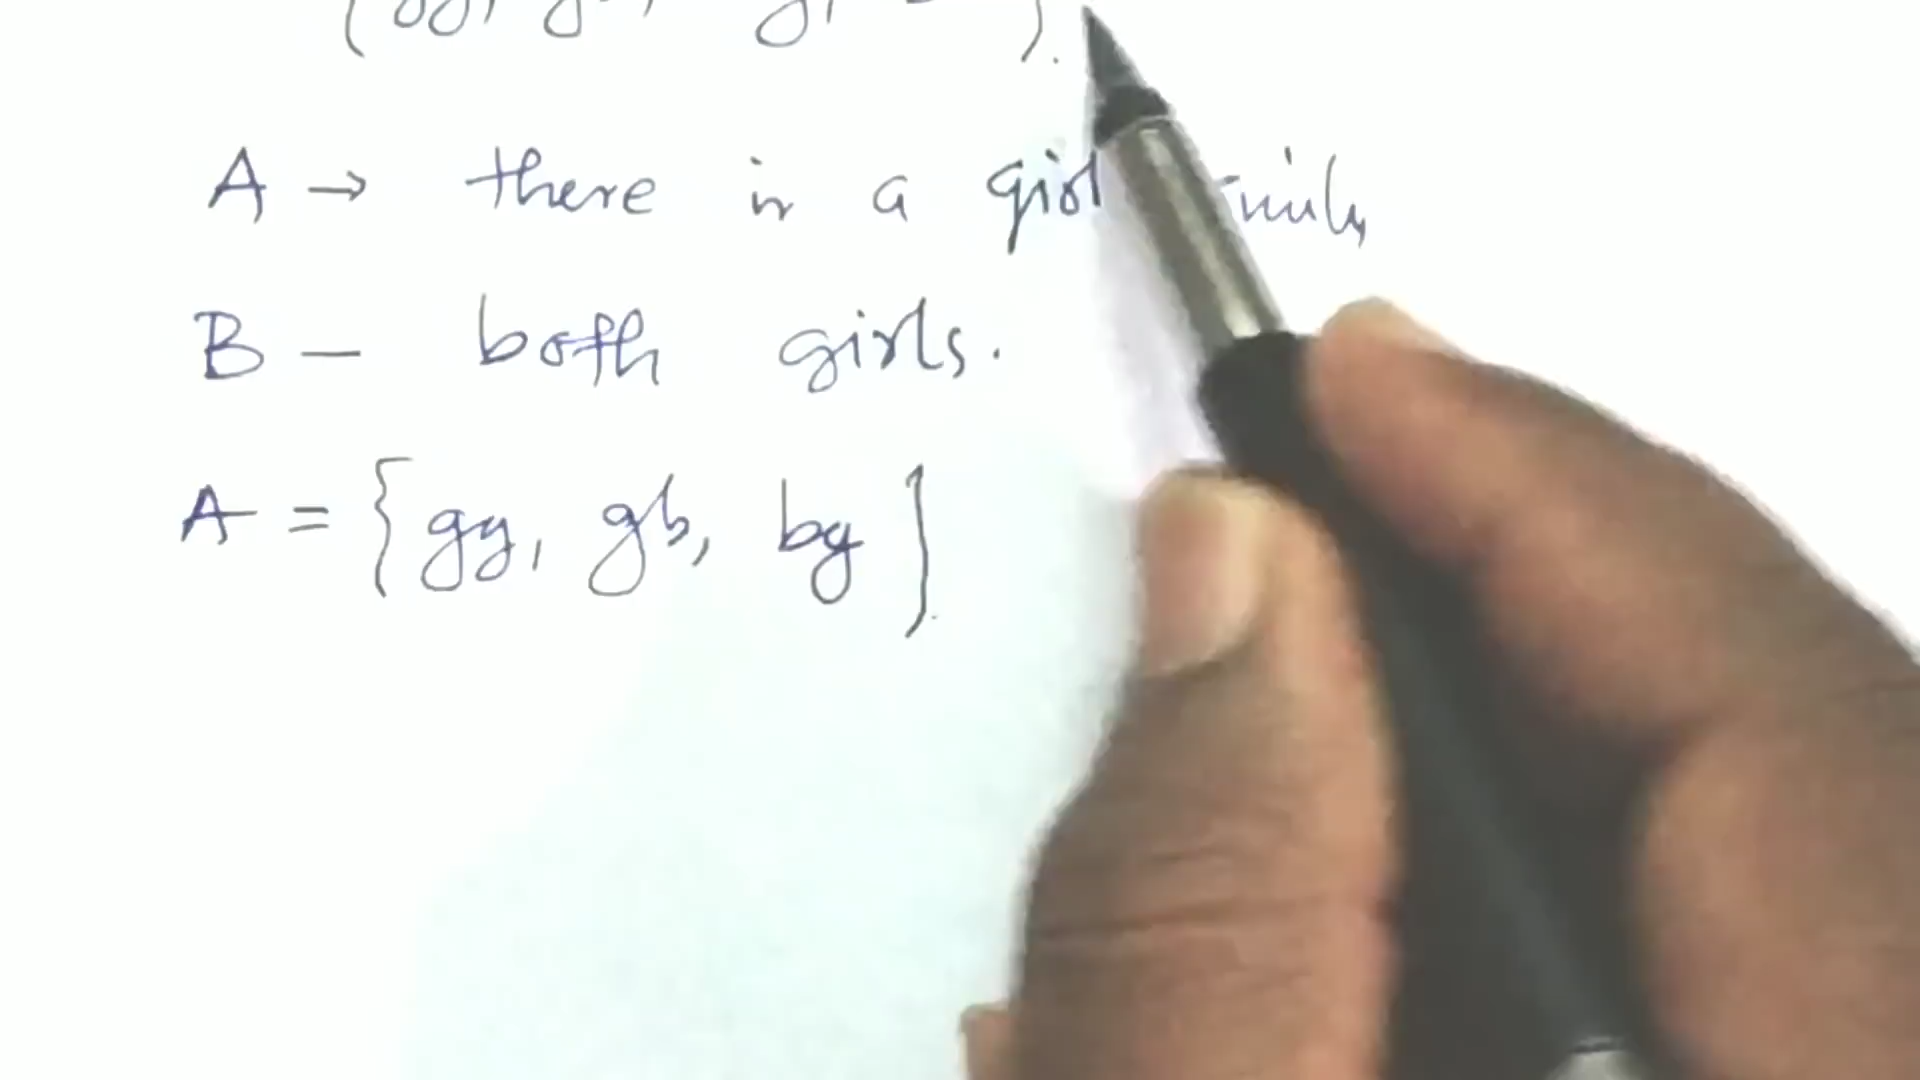 A → there is a girl
B — both girls.
A = {gg, gb, bg}.